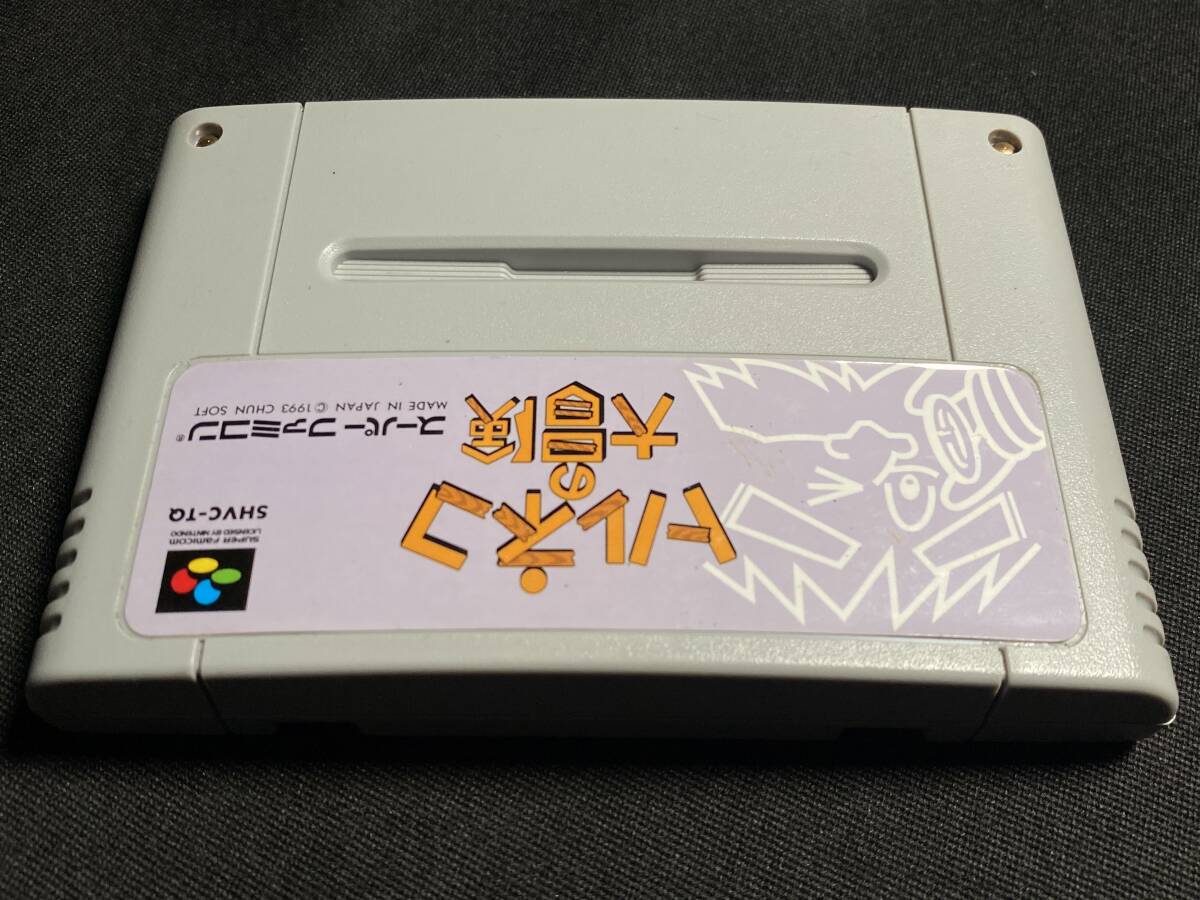 トルネコ
の
大冒険
スーパーファミコン®
MADE IN JAPAN © 1993 CHUN SOFT
SUPER FAMICOM
LICENSED BY NINTENDO
SHVC-TQ